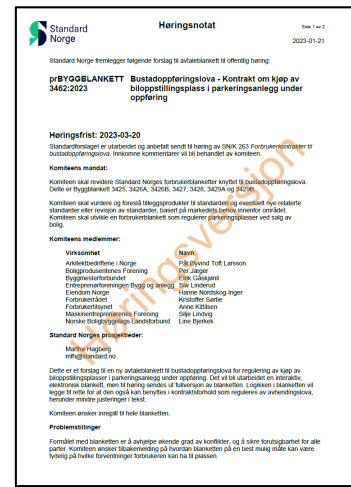 Standard
Norge
Høringsnotat
Side 1 av 2
2023-01-21
Standard Norge fremlegger følgende forslag til avtaleblankett til offentlig høring:
prBYGGBLANKETT 3462:2023
Bustadoppføringslova - Kontrakt om kjøp av biloppstillingsplass i parkeringsanlegg under oppføring
Høringsfrist: 2023-03-20
Standardforslaget er utarbeidet og anbefalt sendt til høring av SN/K 263 Forbrukerkontrakter til
bustadoppføringslova. Innkomne kommentarer vil bli behandlet av komiteen.
Komiteens mandat:
Komiteen skal revidere Standard Norges forbrukerblanketter knyttet til bustadoppføringslova.
Dette er Byggblankett 3425, 3426A, 3426B, 3427, 3428, 3429A og 3429B.
Komiteen skal vurdere og foreslå tilleggsprodukter til standarden og eventuelt nye relaterte
standarder eller revisjon av standarder, basert på markedets behov innenfor området.
Komiteen skal utvikle en forbrukerblankett som regulerer parkeringsplasser ved salg av
bolig.
Komiteens medlemmer:
Virksomhet Navn
Arkitektbedriftene i Norge Pål Øyvind Toft Larsson
Boligprodusentenes Forening Per Jæger
Byggmesterforbundet Eirik Gåskjønli
Entreprenørforeningen Bygg og anlegg Siw Linderud
Eiendom Norge Hanne Nordskog-Inger
Forbrukerrådet Kristoffer Sørlie
Forbrukertilsynet Anne Kittilsen
Maskinentreprenørenes Forening Silje Lindvig
Norske Boligbyggelags Landsforbund Line Bjerkek
Standard Norges prosjektleder:
Marthe Hagberg
mfh@standard.no
Dette er et forslag til en ny avtaleblankett til bustadoppføringslova for regulering av kjøp av
biloppstillingsplasser i parkeringsanlegg under oppføring. Det vil bli utarbeidet en interaktiv,
elektronisk blankett, men til høring sendes ut fullversjon av blanketten. Logikken i blanketten vil
legge til rette for at den også kan benyttes i kontraktsforhold som reguleres av avhendingslova,
herunder mindre justeringer i tekst.
Komiteen ønsker innspill til hele blanketten.
Problemstillinger
Formålet med blanketten er å avhjelpe økende grad av konflikter, og å sikre forutsigbarhet for alle
parter. Komiteen ønsker tilbakemelding på hvordan blanketten på en best mulig måte kan være
tydelig på hvilke forventninger forbrukeren kan ha til plassen.
Høringsversjon